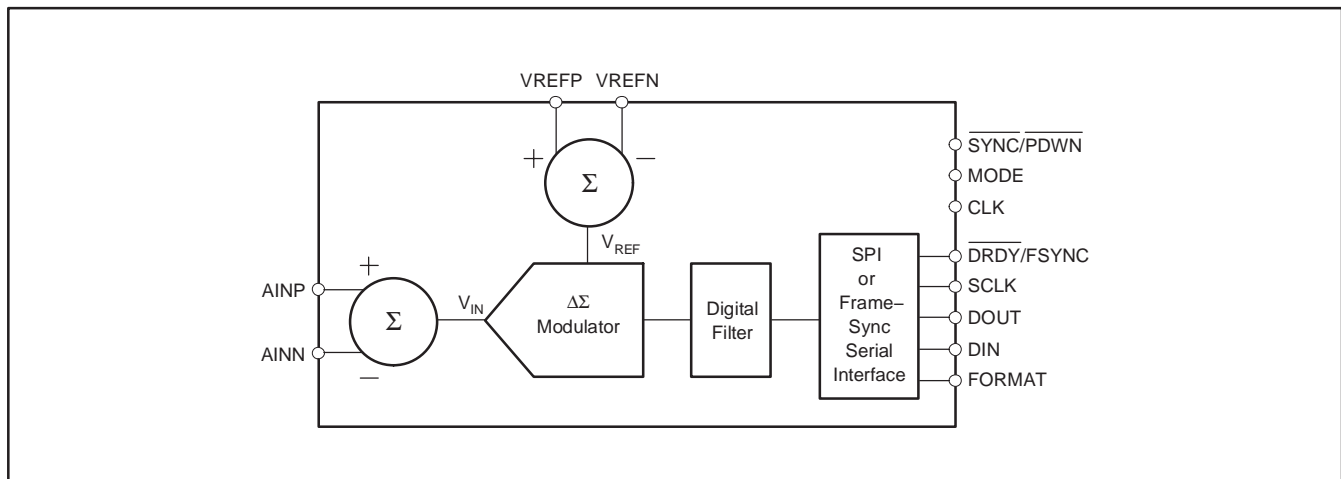 VREFP VREFN
SYNC/PDWN
+ −
MODE
Σ
CLK
V_REF
SPI
or
Frame−
Sync
Serial
Interface
DRDY/FSYNC
SCLK
DOUT
DIN
FORMAT
AINP
AINN
+
−
Σ
V_IN
ΔΣ
Modulator
Digital
Filter